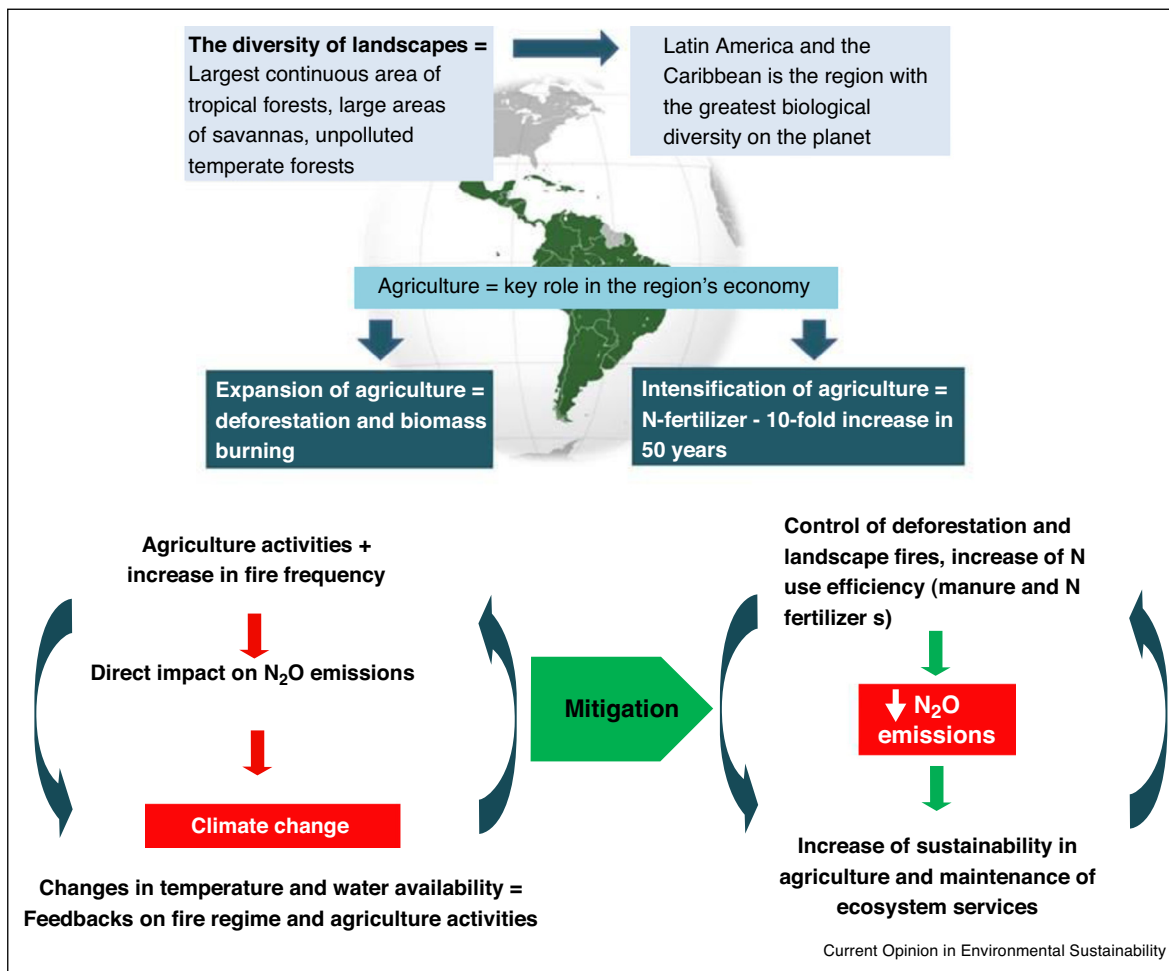 The diversity of landscapes =
Largest continuous area of
tropical forests, large areas
of savannas, unpolluted
temperate forests
Latin America and the
Caribbean is the region with
the greatest biological
diversity on the planet
Agriculture = key role in the region's economy
Expansion of agriculture =
deforestation and biomass
burning
Intensification of agriculture =
N-fertilizer - 10-fold increase in
50 years
Agriculture activities +
increase in fire frequency
Direct impact on N₂O emissions
Climate change
Changes in temperature and water availability =
Feedbacks on fire regime and agriculture activities
Mitigation
Control of deforestation and
landscape fires, increase of N
use efficiency (manure and N
fertilizer s)
↓ N₂O
emissions
Increase of sustainability in
agriculture and maintenance of
ecosystem services
Current Opinion in Environmental Sustainability